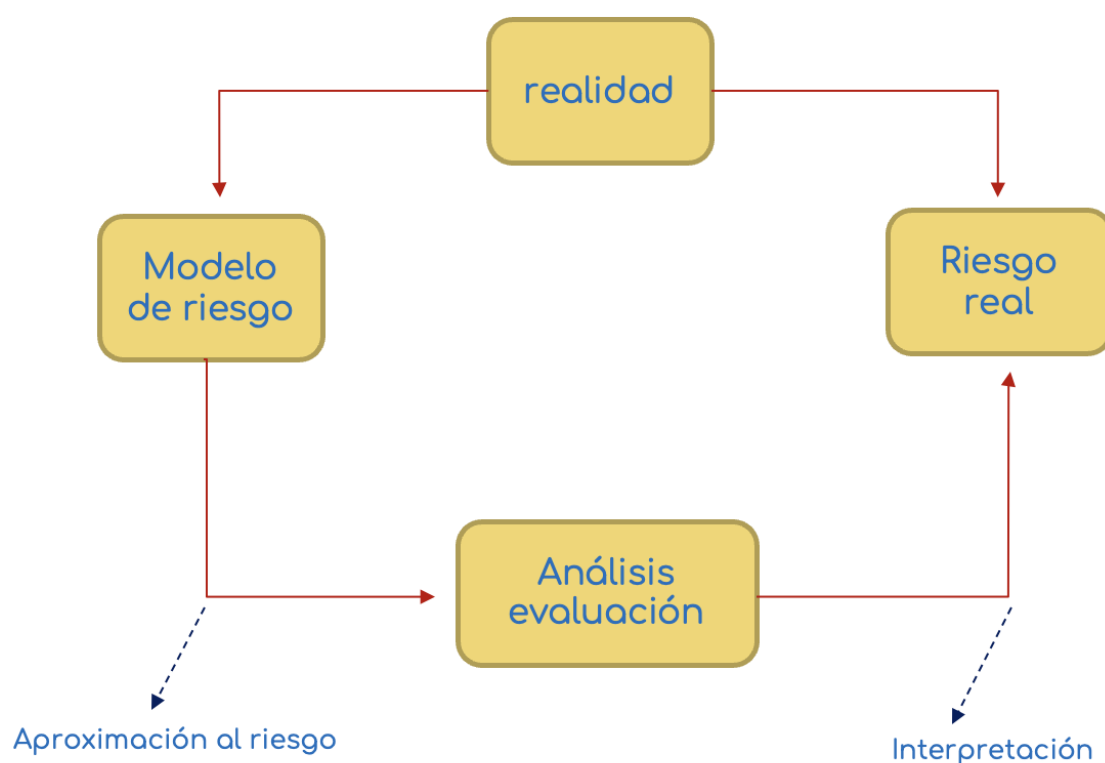 realidad
Modelo
de riesgo
Riesgo
real
Análisis
evaluación
Aproximación al riesgo
Interpretación